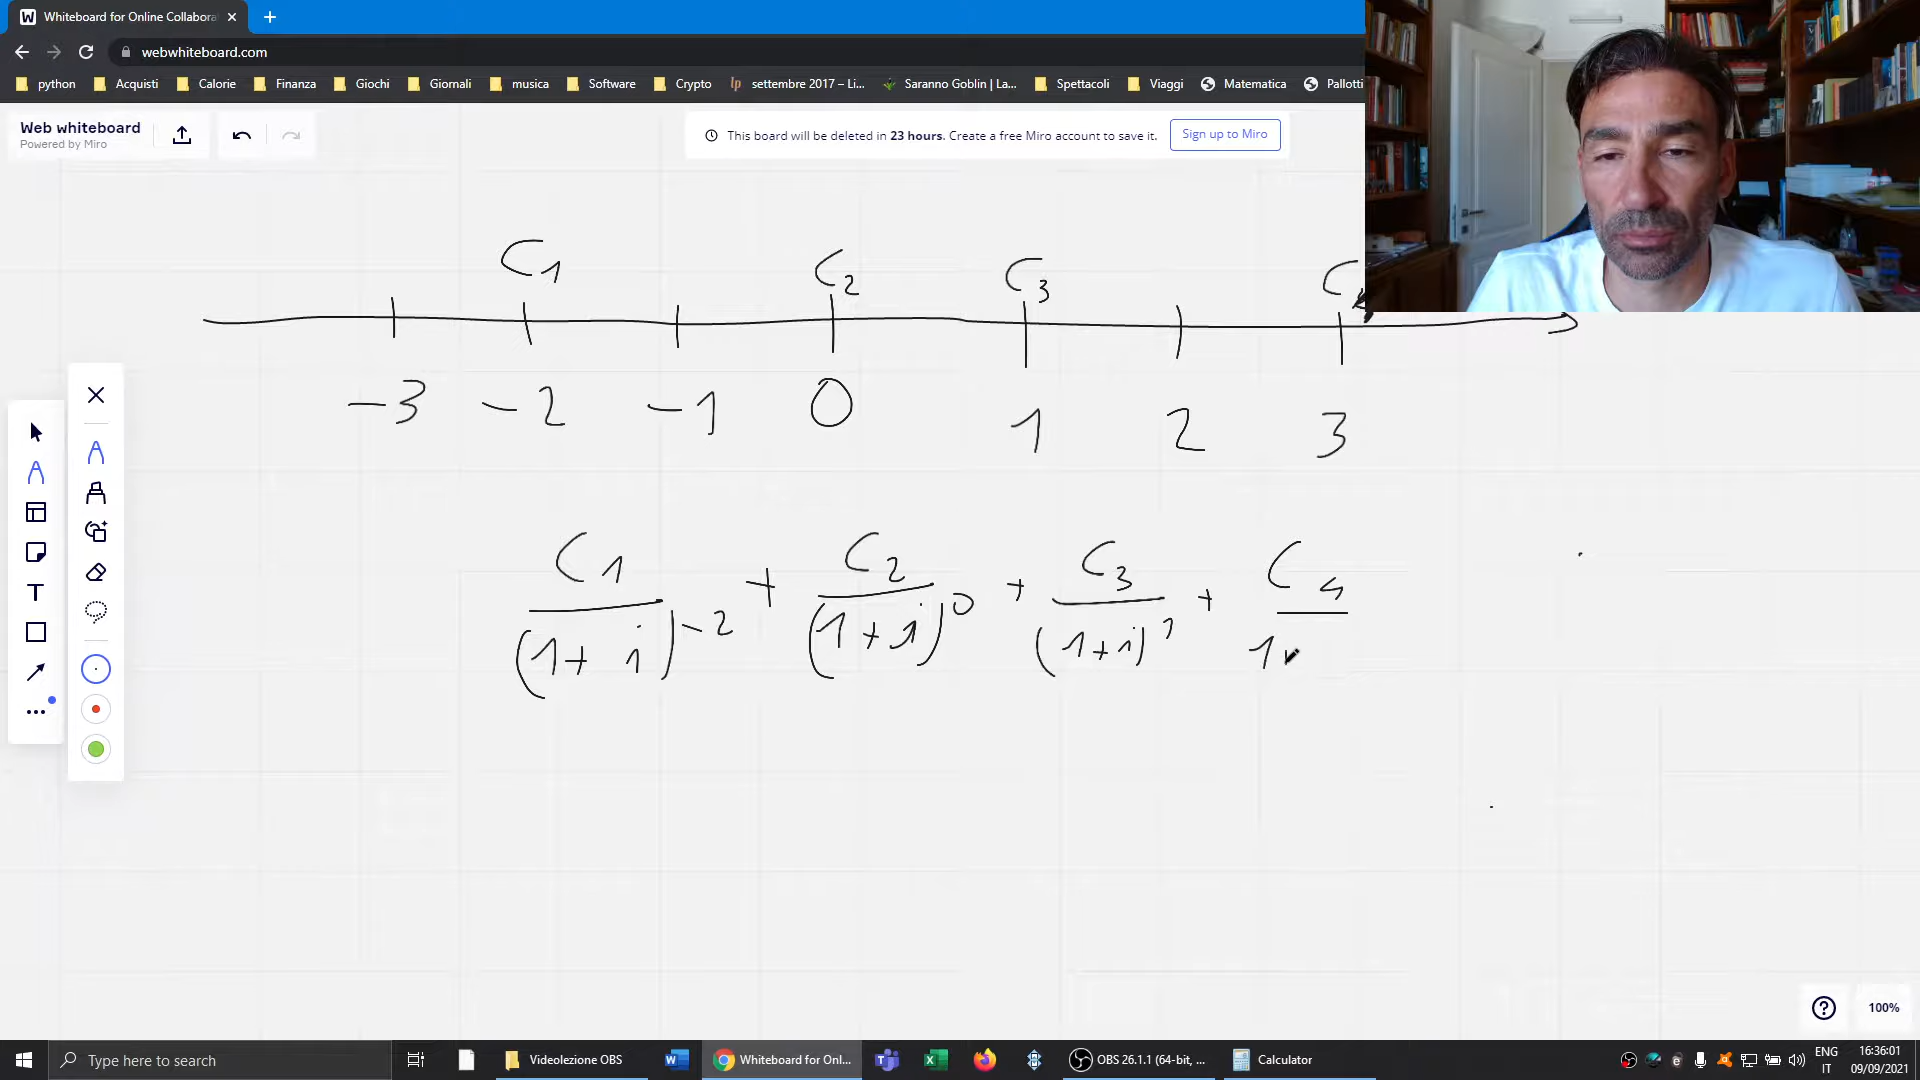 Whiteboard for Online Collabora
webwhiteboard.com
python Acquisti Calorie Finanza Giochi Giornali musica Software Crypto settembre 2017 – Li... Saranno Goblin | La... Spettacoli Viaggi Matematica Pallotti
Web whiteboard
Powered by Miro
This board will be deleted in 23 hours. Create a free Miro account to save it. Sign up to Miro
C1 C2 C3 C
-3 -2 -1 0 1 2 3
C1 + C2 + C3 + C4
(1+ i)-2 (1+i)0 (1+i)1 1
T
100%
Type here to search Videolezione OBS Whiteboard for Onl... OBS 26.1.1 (64-bit, ... Calculator
ENG
IT
16:36:01
09/09/2021